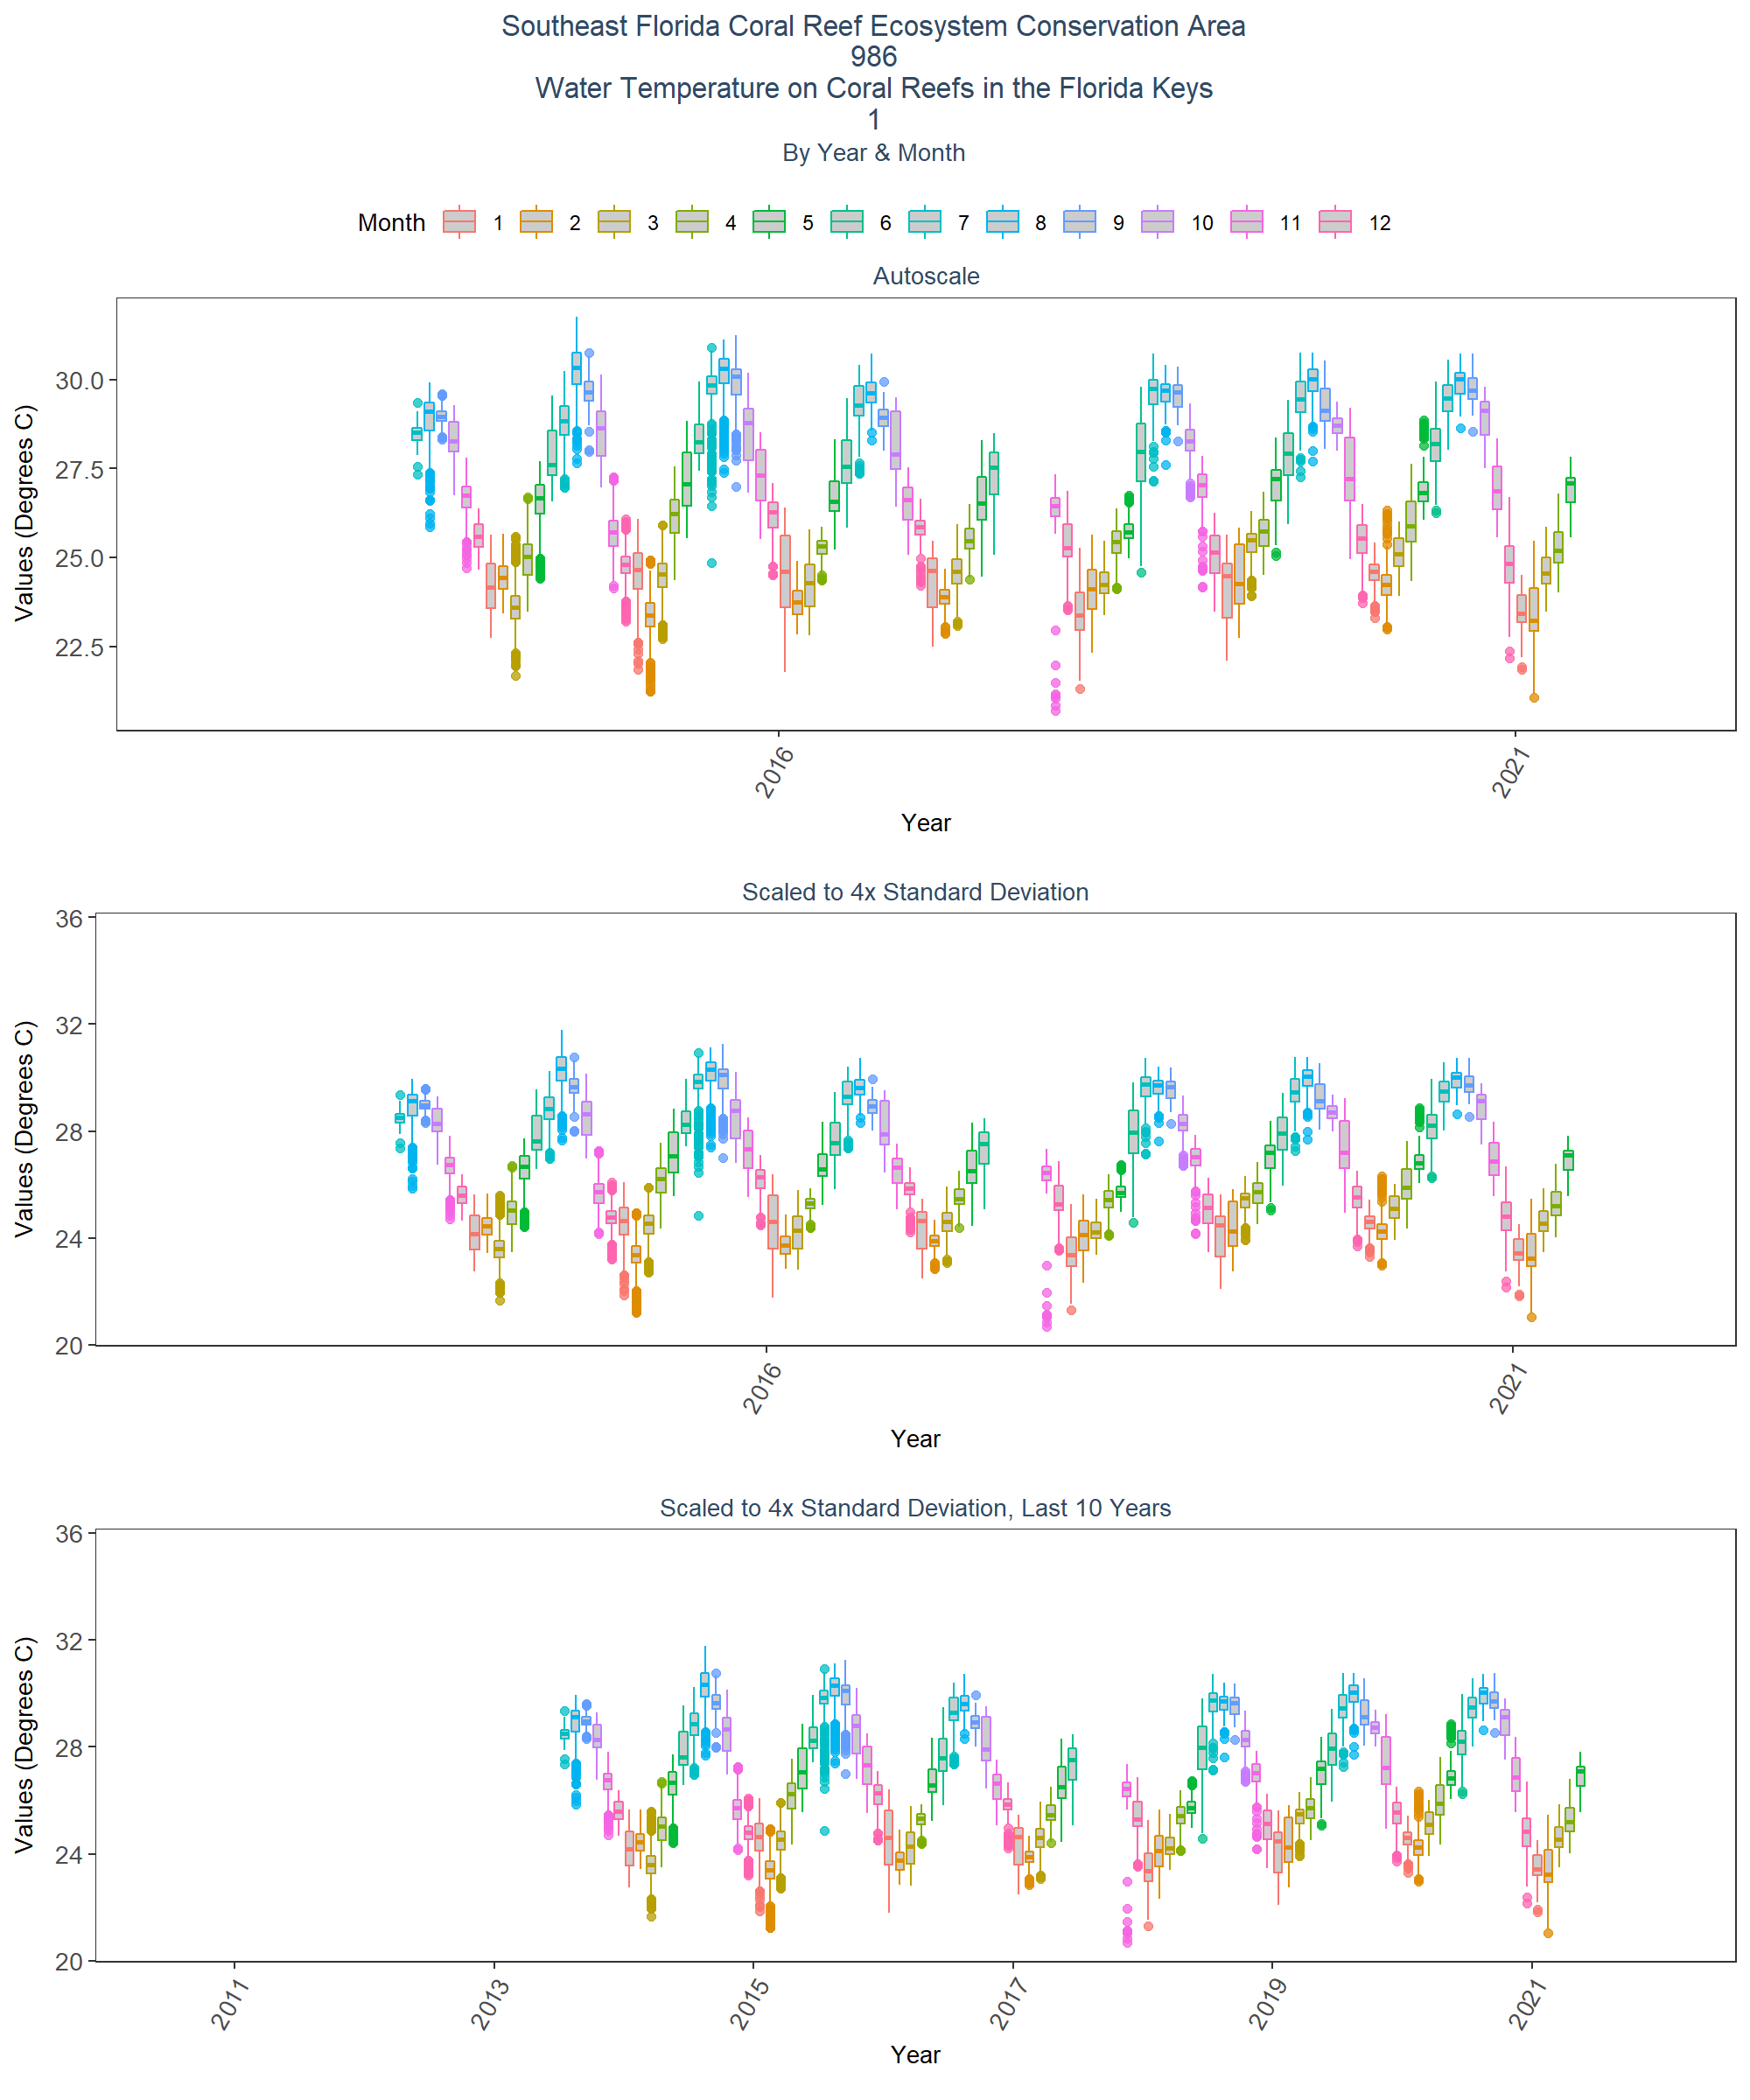 Southeast Florida Coral Reef Ecosystem Conservation Area
986
Water Temperature on Coral Reefs in the Florida Keys
1
By Year & Month
Month 1 2 3 4 5 6 7 8 9 10 11 12
Autoscale
Values (Degrees C)
30.0
27.5
25.0
22.5
2016 2021
Year
Scaled to 4x Standard Deviation
Values (Degrees C)
36
32
28
24
20
2016 2021
Year
Scaled to 4x Standard Deviation, Last 10 Years
Values (Degrees C)
36
32
28
24
20
2011 2013 2015 2017 2019 2021
Year